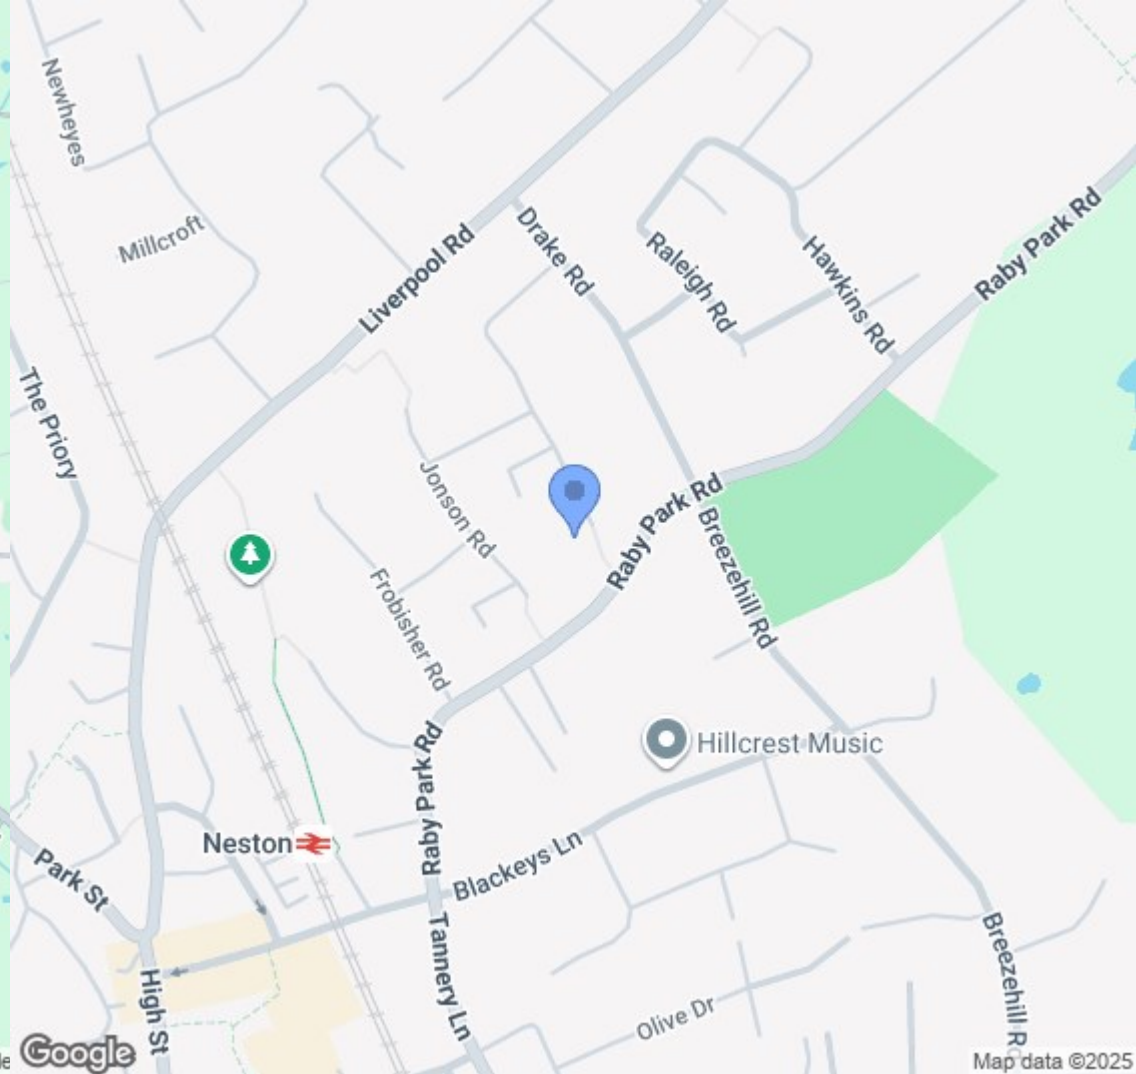 Newheyes
Millcroft
Liverpool Rd
Drake Rd
Raleigh Rd
Hawkins Rd
Raby Park Rd
The Priory
Jonson Rd
Raby Park Rd
Breezehill Rd
Frobisher Rd
Raby Park Rd
Hillcrest Music
Neston
Park St
Blackeys Ln
Tannery Ln
High St
Olive Dr
Breezehill Rd
Google
Map data ©2025